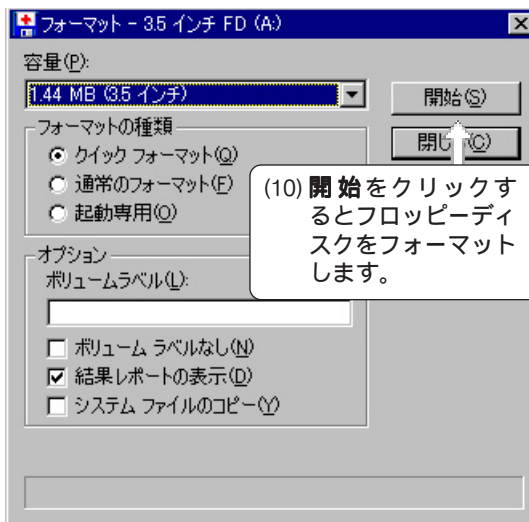 フォーマット - 3.5 インチ FD (A:)
容量(P):
1.44 MB (3.5 インチ)
開始(S)
フォーマットの種類
閉じ (C)
クイック フォーマット(Q)
通常のフォーマット(F)
起動専用(O)
(10) 開 始をクリックす
るとフロッピーディ
スクをフォーマット
します。
オプション
ボリュームラベル(L):
ボリューム ラベルなし(N)
結果レポートの表示(D)
システム ファイルのコピー(Y)